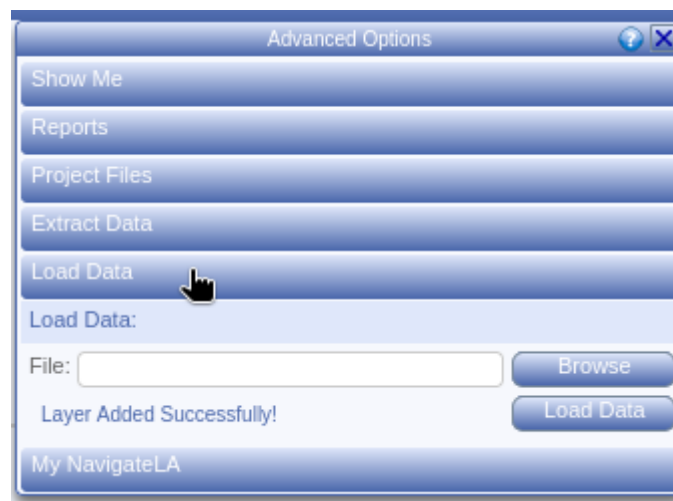 Advanced Options
Show Me
Reports
Project Files
Extract Data
Load Data
Load Data:
File: Browse
Layer Added Successfully! Load Data
My NavigateLA